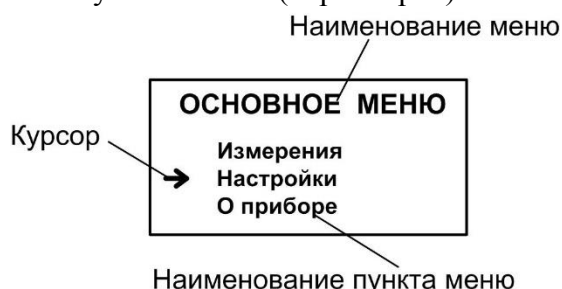 Наименование меню
ОСНОВНОЕ МЕНЮ
Курсор
Измерения
Настройки
О приборе
Наименование пункта меню